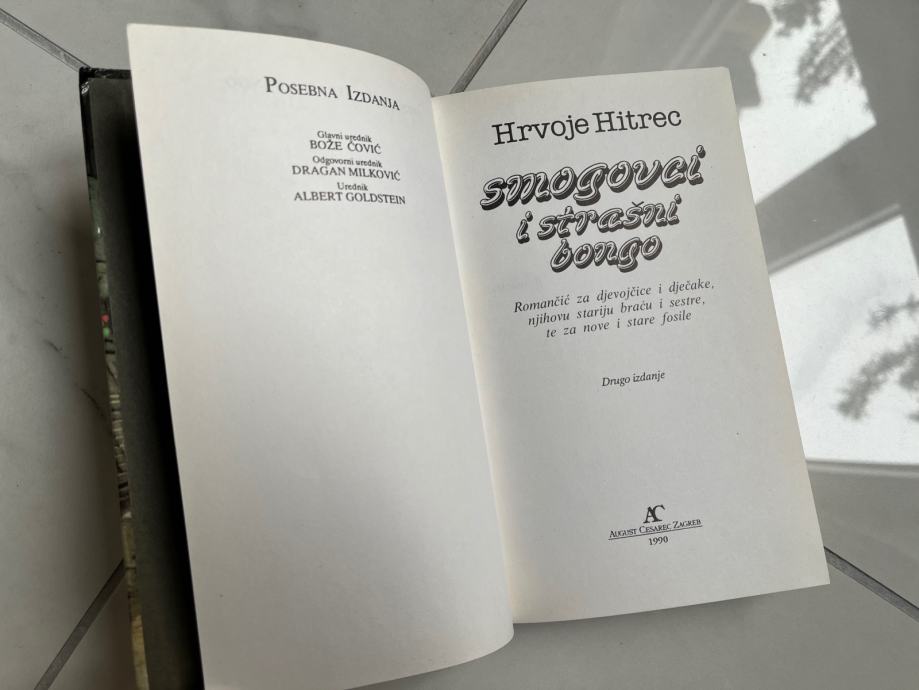 POSEBNA IZDANJA
Glavni urednik
BOŽE ČOVIĆ
Odgovorni urednik
DRAGAN MILKOVIĆ
Urednik
ALBERT GOLDSTEIN
Hrvoje Hitrec
smogovci
i strašni
bongo
Romančić za djevojčice i dječake,
njihovu stariju braću i sestre,
te za nove i stare fosile
Drugo izdanje
AC
AUGUST CESAREC ZAGREB
1990